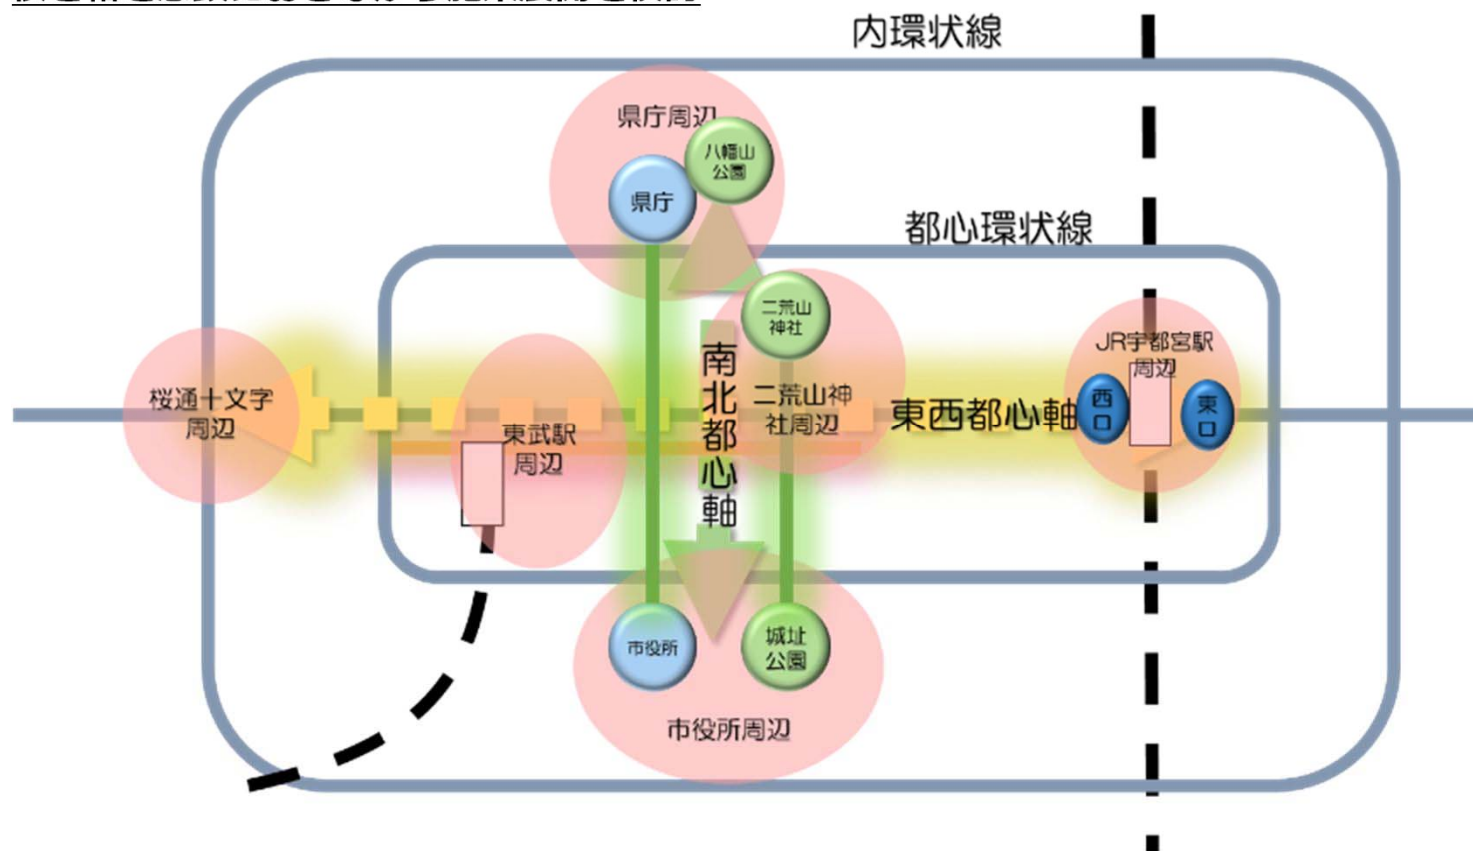 内環状線
県庁周辺
八幡山
公園
県庁
都心環状線
二荒山
神社
JR宇都宮駅
周辺
南北都心軸
桜通十文字
周辺
東武駅
周辺
二荒山神
社周辺
東西都心軸
西口
東口
市役所
城址
公園
市役所周辺